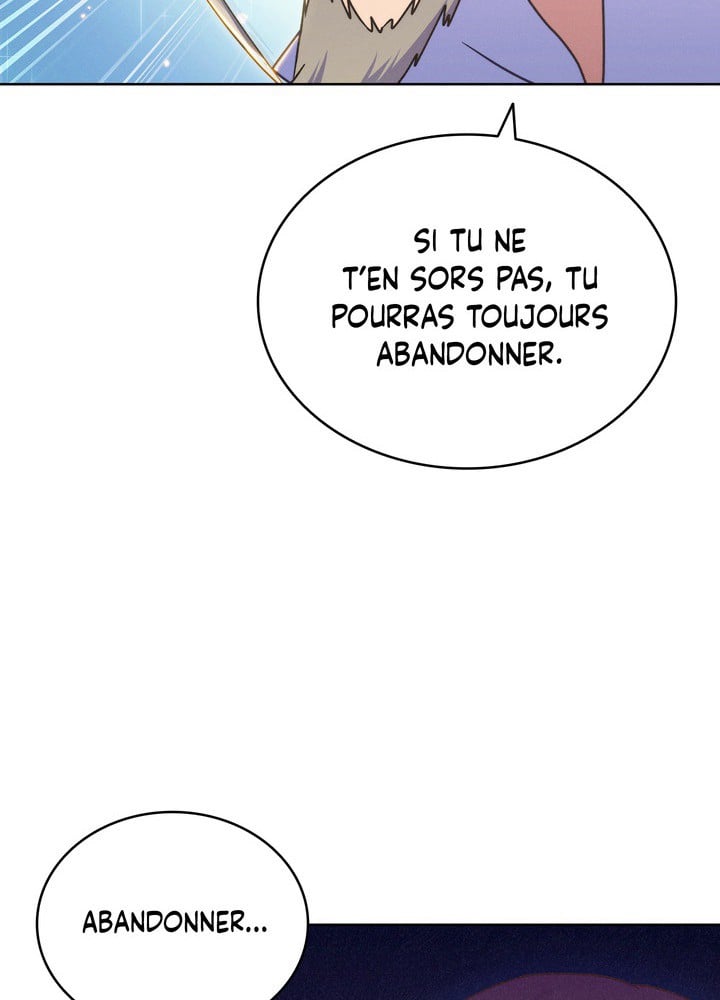 SI TU NE
T'EN SORS PAS, TU
POURRAS TOUJOURS
ABANDONNER.
ABANDONNER...